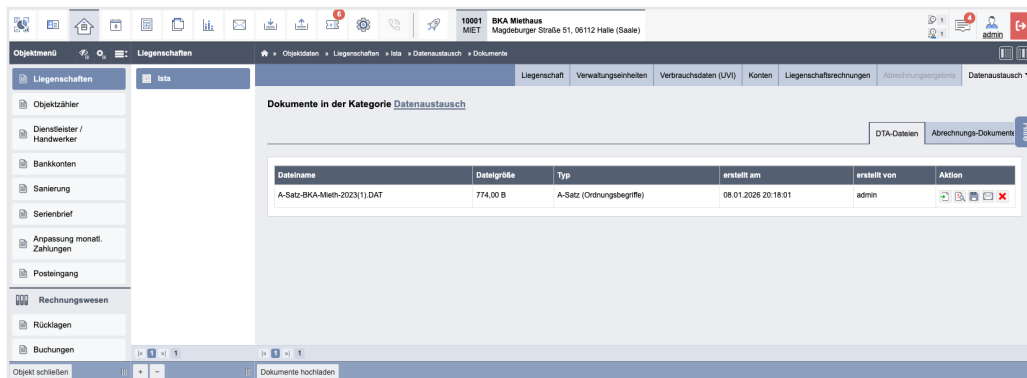 6
10001 BKA Miethaus
MIET Magdeburger Straße 51, 06112 Halle (Saale)
1
1
4
admin
Objektmenü
Liegenschaften
» Objektdaten » Liegenschaften » Ista » Datenaustausch » Dokumente
Liegenschaften
Ista
Liegenschaft Verwaltungseinheiten Verbrauchsdaten (UVI) Konten Liegenschaftsrechnungen Abrechnungsergebnis Datenaustausch
Objektzähler
Dokumente in der Kategorie Datenaustausch
Dienstleister /
Handwerker
DTA-Dateien Abrechnungs-Dokumente
Bankkonten
Dateiname Dateigröße Typ erstellt am erstellt von Aktion
Sanierung
A-Satz-BKA-Mieth-2023(1).DAT 774,00 B A-Satz (Ordnungsbegriffe) 08.01.2026 20:18:01 admin
Serienbrief
Anpassung monatl.
Zahlungen
Posteingang
Rechnungswesen
Rücklagen
Buchungen
1 1
1 1
Objekt schließen
+ −
Dokumente hochladen